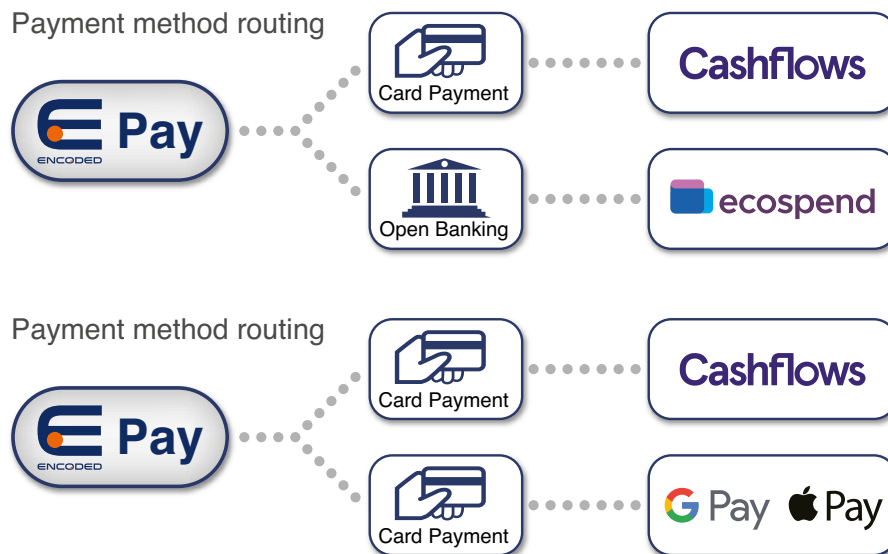 Payment method routing
ENCODED
Pay
Card Payment
Cashflows
Open Banking
ecospend
Payment method routing
ENCODED
Pay
Card Payment
Cashflows
Card Payment
G Pay
Pay